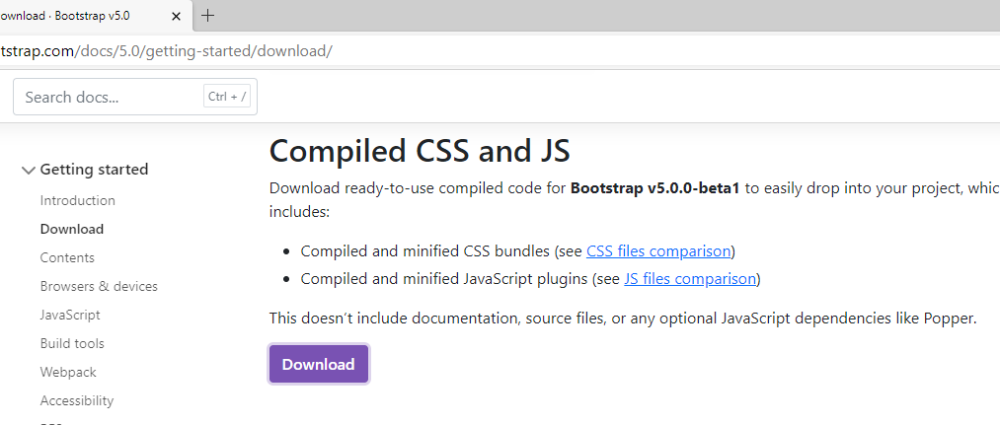 ownload · Bootstrap v5.0
tstrap.com/docs/5.0/getting-started/download/
Search docs... Ctrl + /
Getting started
Introduction
Download
Contents
Browsers & devices
JavaScript
Build tools
Webpack
Accessibility
Compiled CSS and JS
Download ready-to-use compiled code for Bootstrap v5.0.0-beta1 to easily drop into your project, whic
includes:
Compiled and minified CSS bundles (see CSS files comparison)
Compiled and minified JavaScript plugins (see JS files comparison)
This doesn’t include documentation, source files, or any optional JavaScript dependencies like Popper.
Download